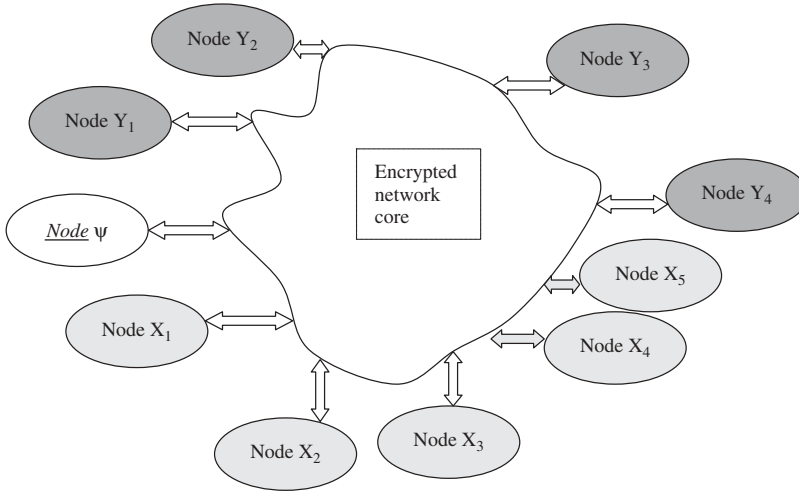 Node Y₂
Node Y₃
Node Y₁
Encrypted
network
core
Node Y₄
Node ψ
Node X₅
Node X₁
Node X₄
Node X₂
Node X₃